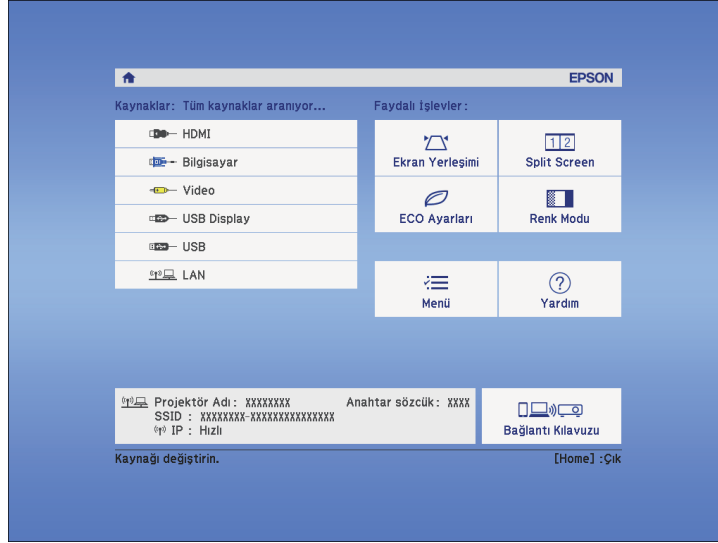 EPSON
Kaynaklar: Tüm kaynaklar aranıyor...
HDMI
Bilgisayar
Video
USB Display
USB
LAN
Faydalı İşlevler:
Ekran Yerleşimi
1 2
Split Screen
ECO Ayarları
Renk Modu
Menü
?
Yardım
Projektör Adı: XXXXXXXX Anahtar sözcük: XXXX
SSID : XXXXXXXX-XXXXXXXXXXXXXXX
IP : Hızlı
Bağlantı Kılavuzu
Kaynağı değiştirin. [Home] :Çık